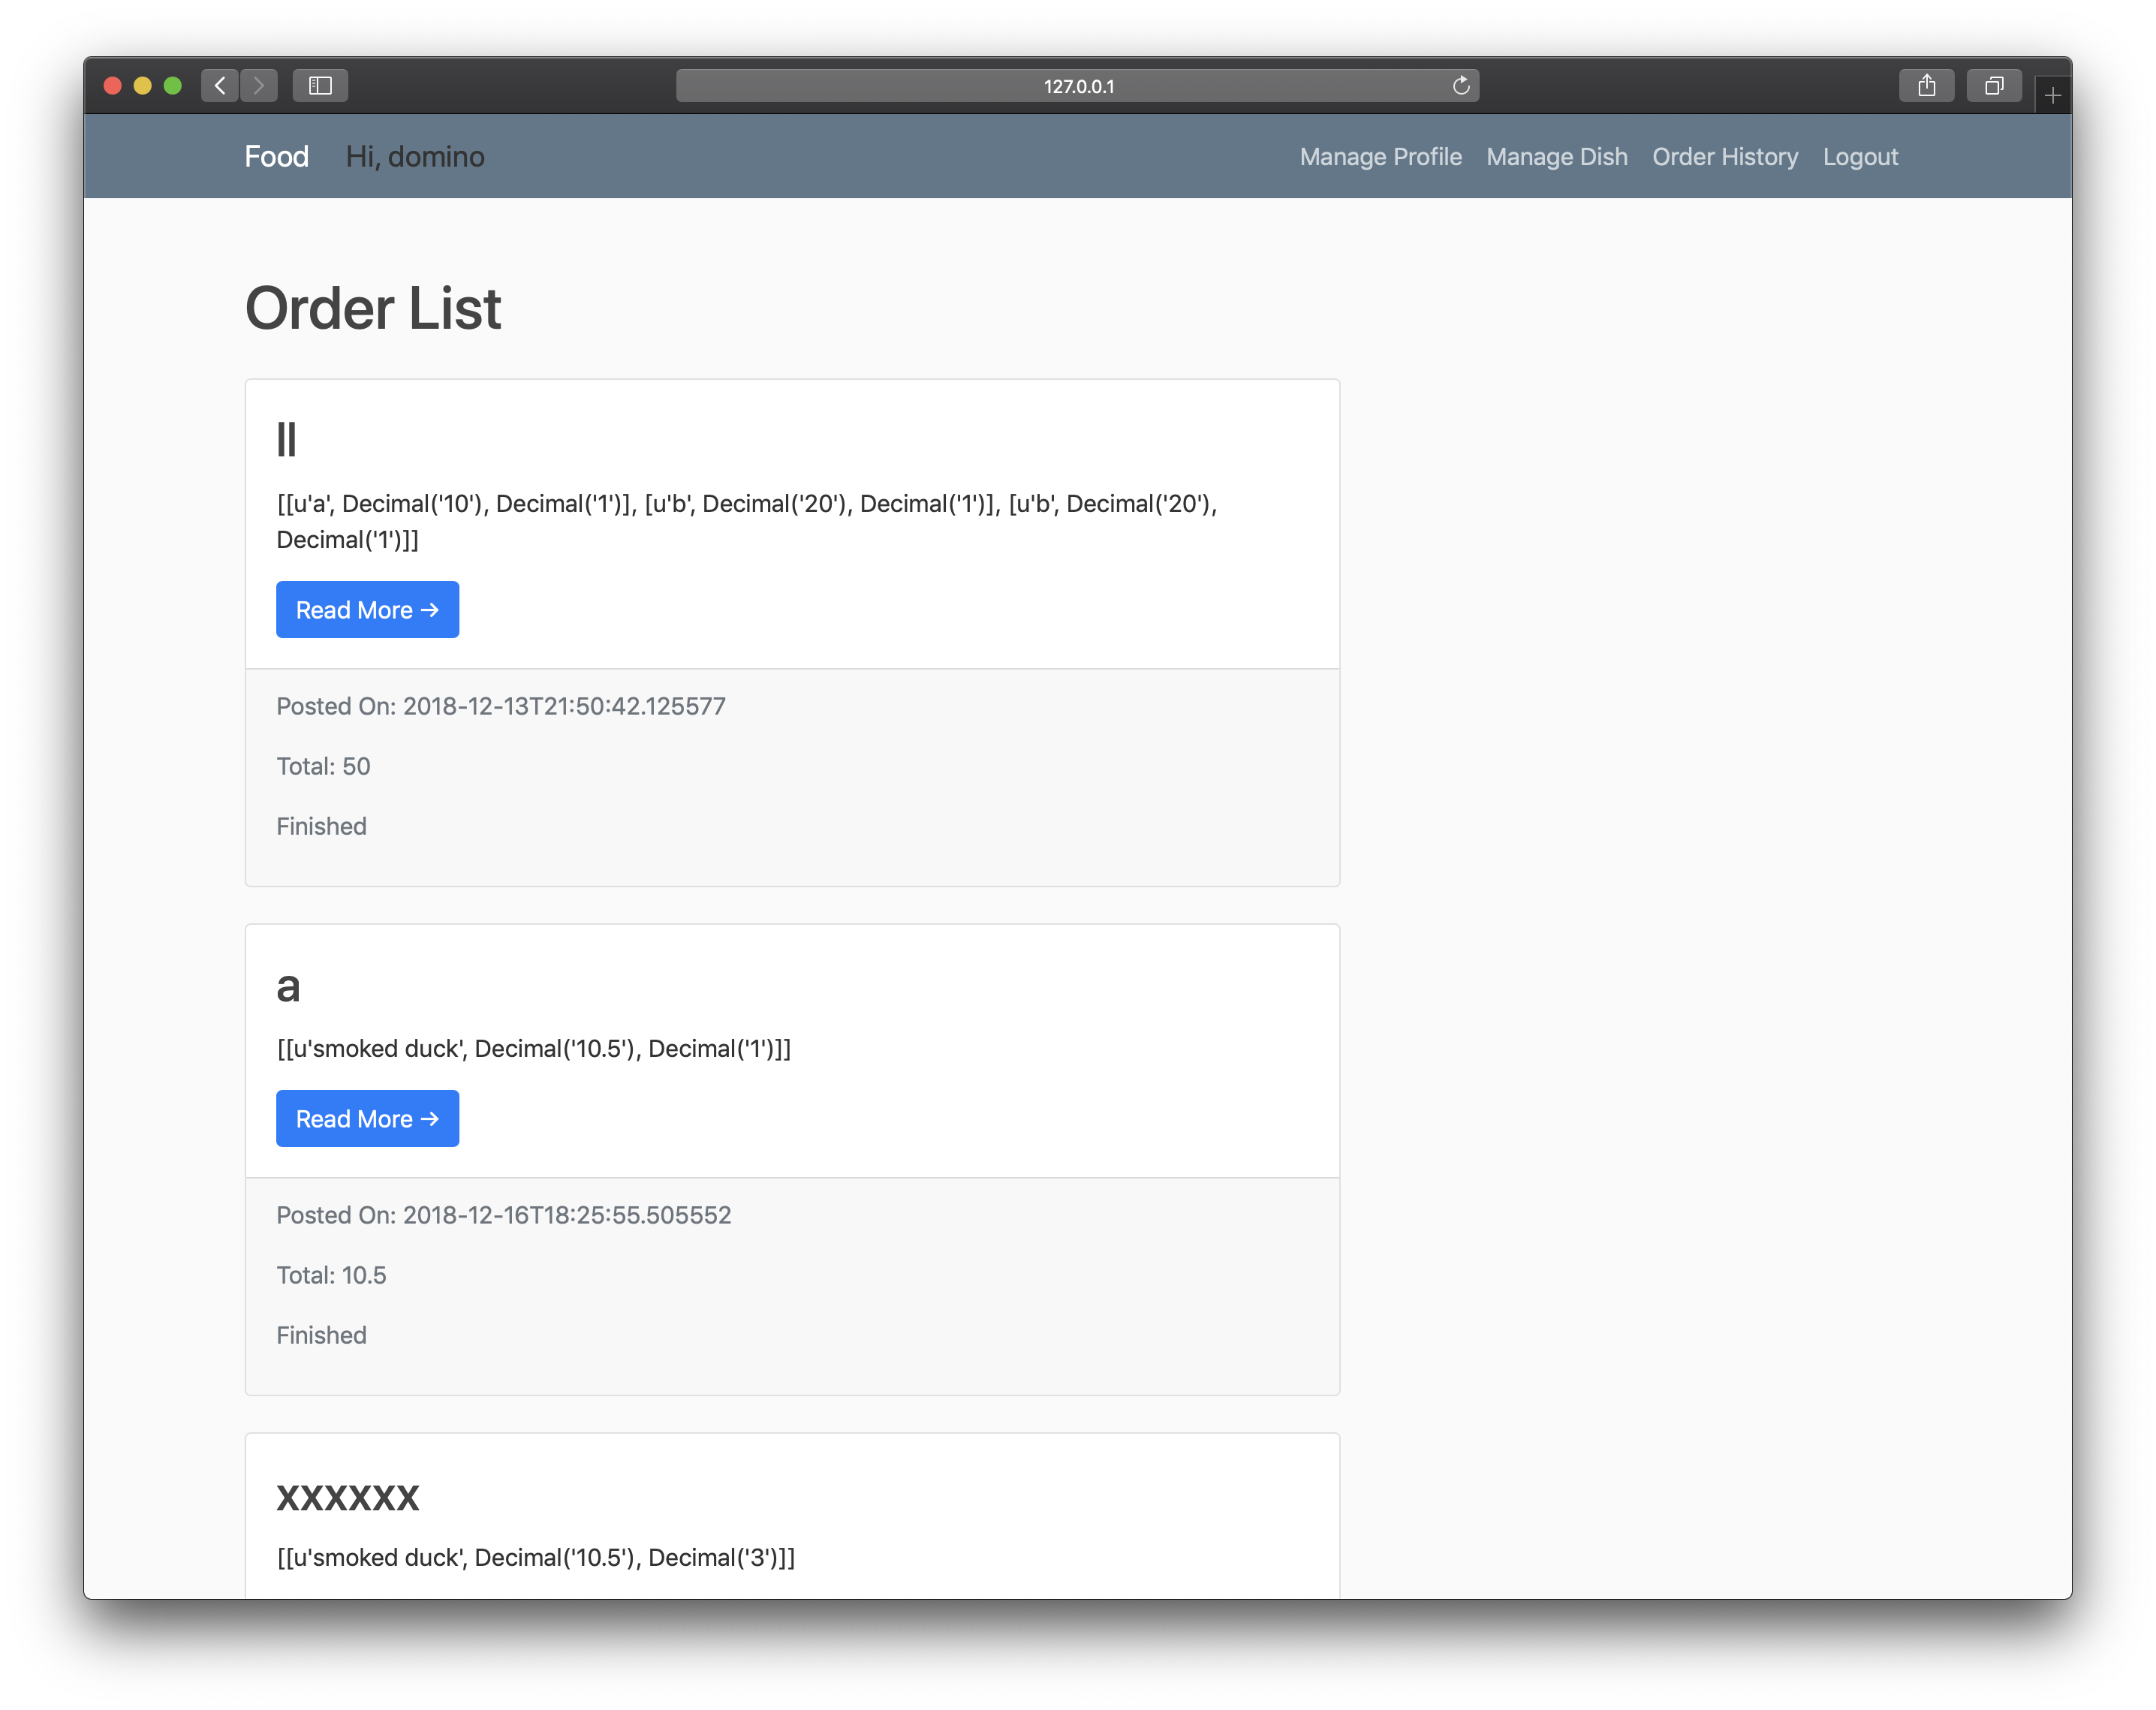 127.0.0.1
Food Hi, domino Manage Profile Manage Dish Order History Logout
Order List
ll
[[u'a', Decimal('10'), Decimal('1')], [u'b', Decimal('20'), Decimal('1')], [u'b', Decimal('20'),
Decimal('1')]]
Read More →
Posted On: 2018-12-13T21:50:42.125577
Total: 50
Finished
a
[[u'smoked duck', Decimal('10.5'), Decimal('1')]]
Read More →
Posted On: 2018-12-16T18:25:55.505552
Total: 10.5
Finished
xxxxxx
[[u'smoked duck', Decimal('10.5'), Decimal('3')]]